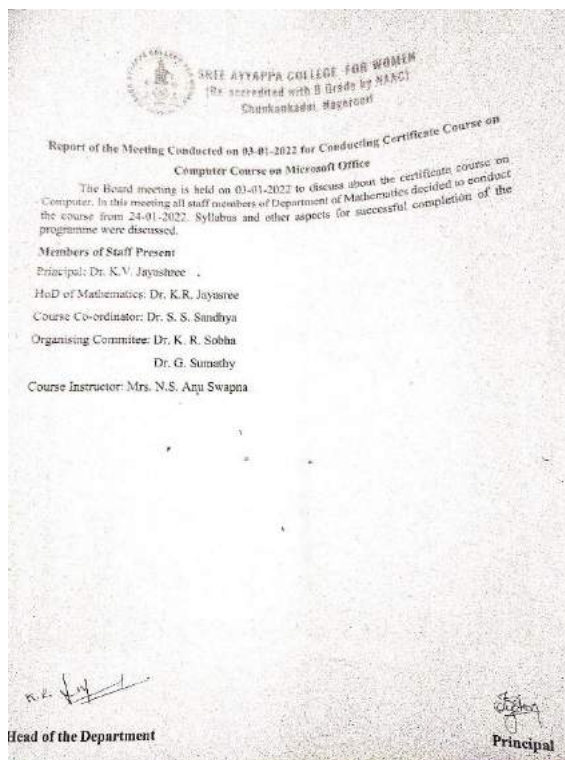 SREE AYYAPPA COLLEGE FOR WOMEN
(Re accredited with B Grade by NAAC)
Chunkankadai, Nagercoil
Report of the Meeting Conducted on 03-01-2022 for Conducting Certificate Course on
Computer Course on Microsoft Office
The Board meeting is held on 03-01-2022 to discuss about the certificate course on
Computer. In this meeting all staff members of Department of Mathematics decided to conduct
the course from 24-01-2022. Syllabus and other aspects for successful completion of the
programme were discussed.
Members of Staff Present
Principal: Dr. K.V. Jayashree
HoD of Mathematics: Dr. K.R. Jayasree
Course Co-ordinator: Dr. S. S. Sandhya
Organising Commitee: Dr. K. R. Sobha
Dr. G. Sumathy
Course Instructor: Mrs. N.S. Anu Swapna
K.R.
Head of the Department
Principal